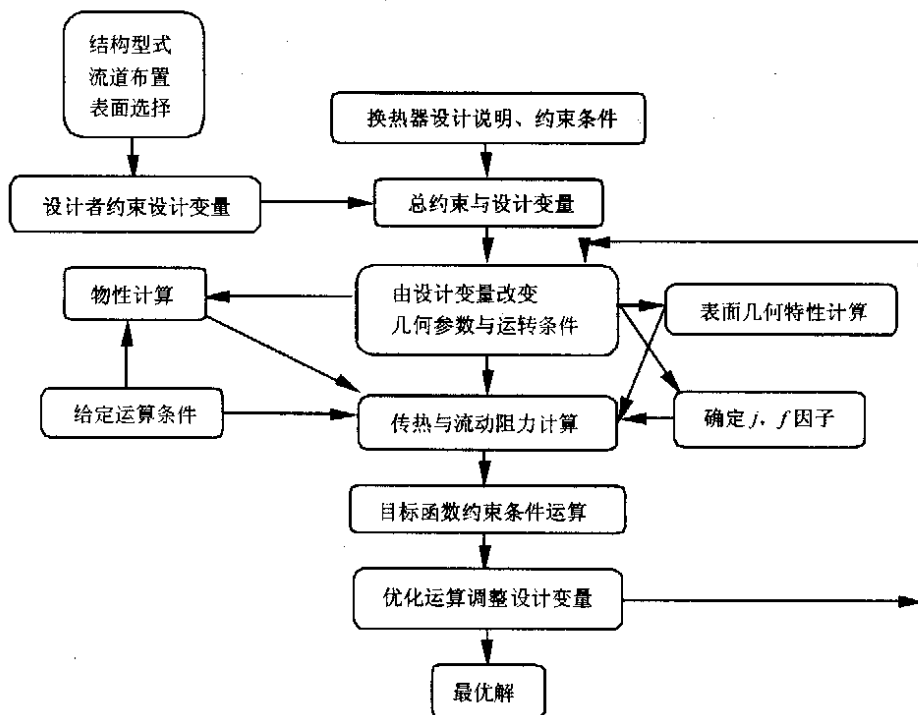 结构型式
流道布置
表面选择
换热器设计说明、约束条件
设计者约束设计变量
总约束与设计变量
物性计算
由设计变量改变
几何参数与运转条件
表面几何特性计算
给定运算条件
传热与流动阻力计算
确定 j，f 因子
目标函数约束条件运算
优化运算调整设计变量
最优解